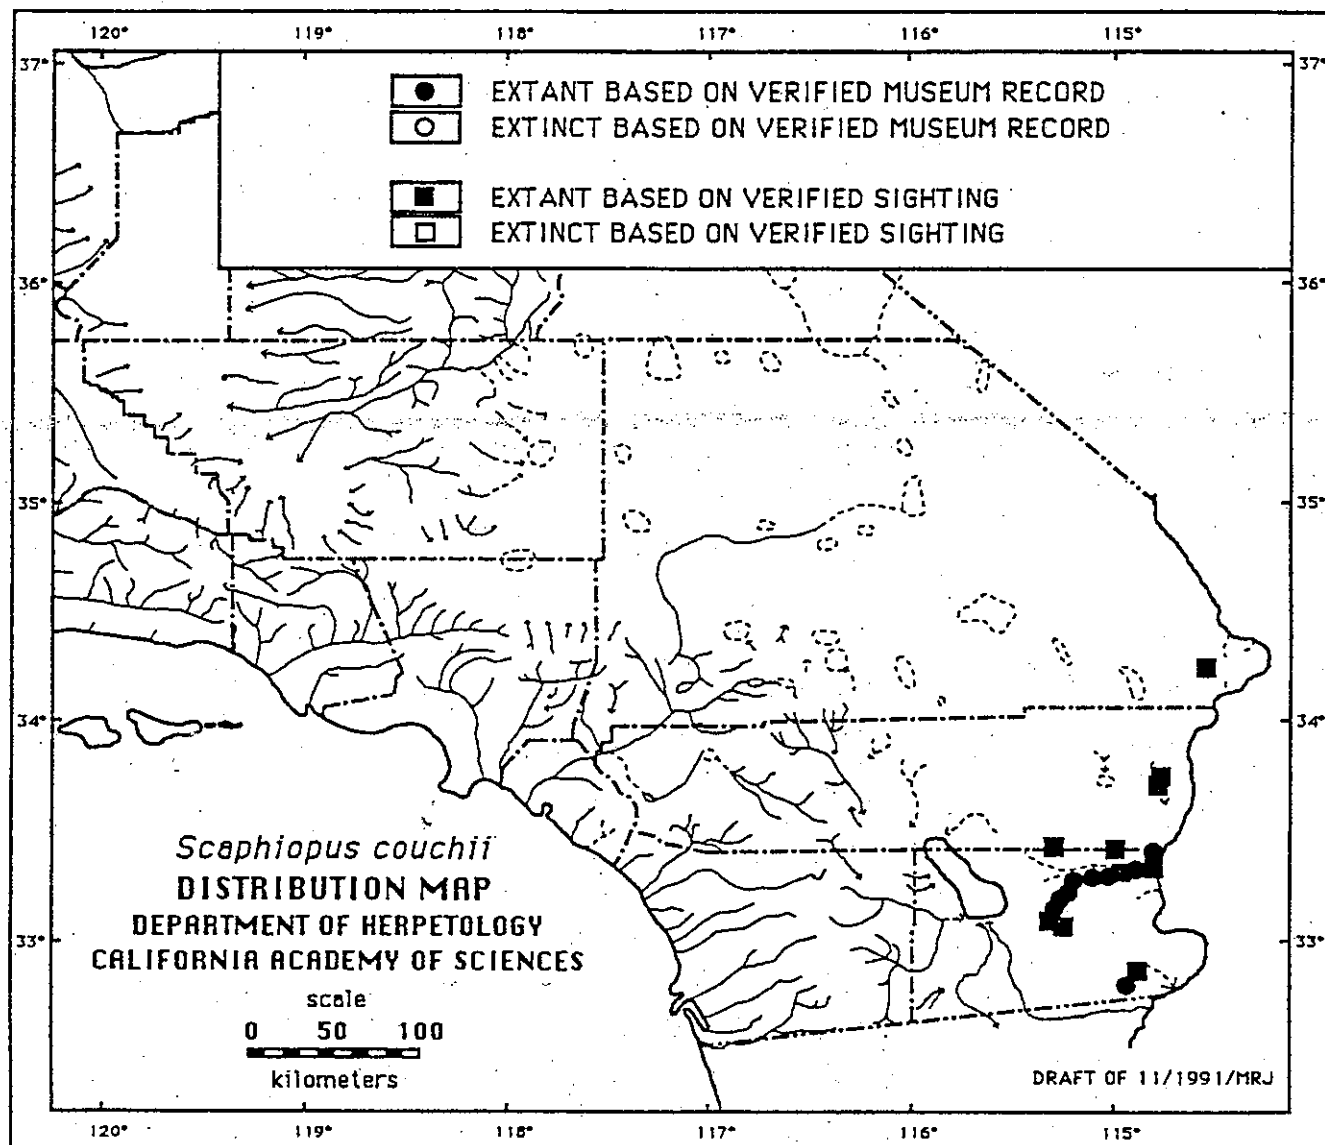 120° 119° 118° 117° 116° 115°
37° 37°
EXTANT BASED ON VERIFIED MUSEUM RECORD
EXTINCT BASED ON VERIFIED MUSEUM RECORD
EXTANT BASED ON VERIFIED SIGHTING
EXTINCT BASED ON VERIFIED SIGHTING
36° 36°
35° 35°
34° 34°
Scaphiopus couchii
DISTRIBUTION MAP
DEPARTMENT OF HERPETOLOGY
CALIFORNIA ACADEMY OF SCIENCES
33° 33°
scale
0 50 100
kilometers
DRAFT OF 11/1991/MRJ
120° 119° 118° 117° 116° 115°